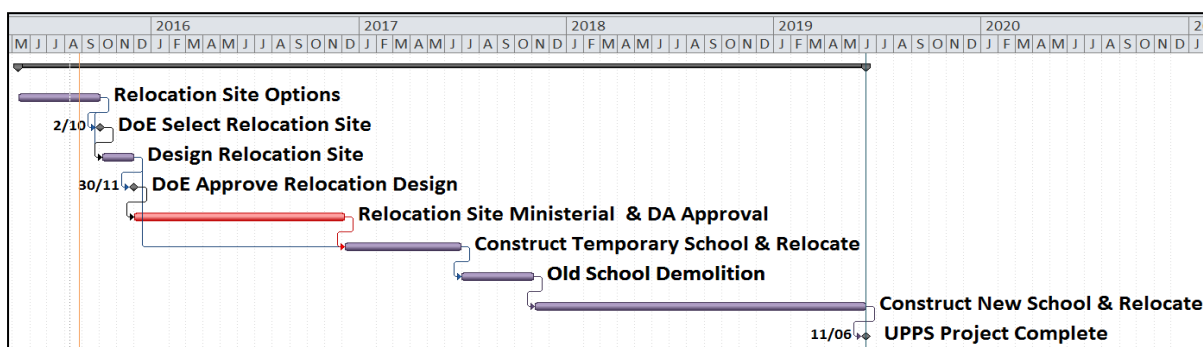 2016 2017 2018 2019 2020 2
M J J A S O N D J F M A M J J A S O N D J F M A M J J A S O N D J F M A M J J A S O N D J F M A M J J A S O N D J F M A M J J A S O N D J
Relocation Site Options
2/10 DoE Select Relocation Site
Design Relocation Site
30/11 DoE Approve Relocation Design
Relocation Site Ministerial & DA Approval
Construct Temporary School & Relocate
Old School Demolition
Construct New School & Relocate
11/06 UPPS Project Complete